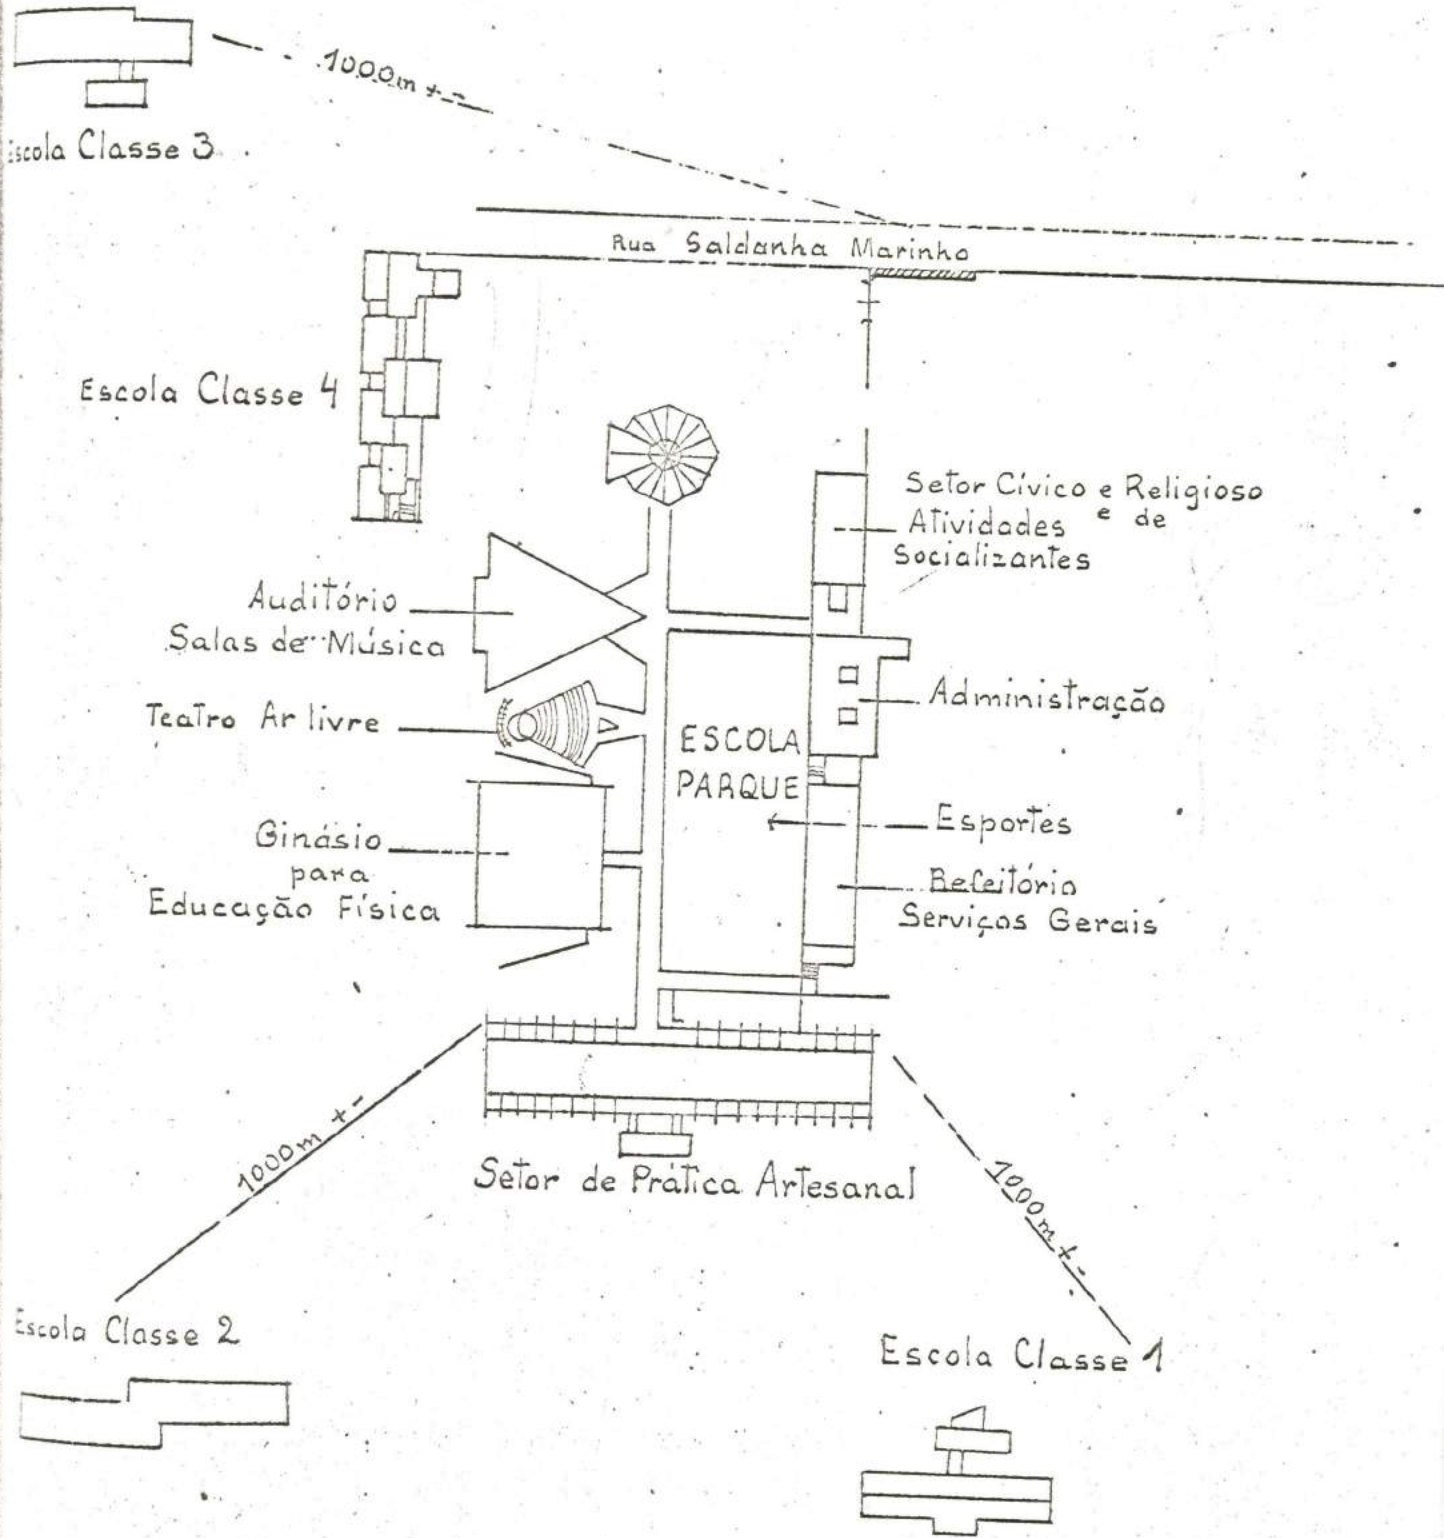 1000m + -
Escola Classe 3
Rua Saldanha Marinho
Escola Classe 4
Setor Cívico e Religioso
e de
Atividades
Socializantes
Auditório
Salas de Música
Teatro Ar livre
Administração
ESCOLA
PARQUE
Esportes
Ginásio
para
Educação Física
Refeitório
Serviços Gerais
1000m + -
Setor de Prática Artesanal
1000m + -
Escola Classe 2
Escola Classe 1